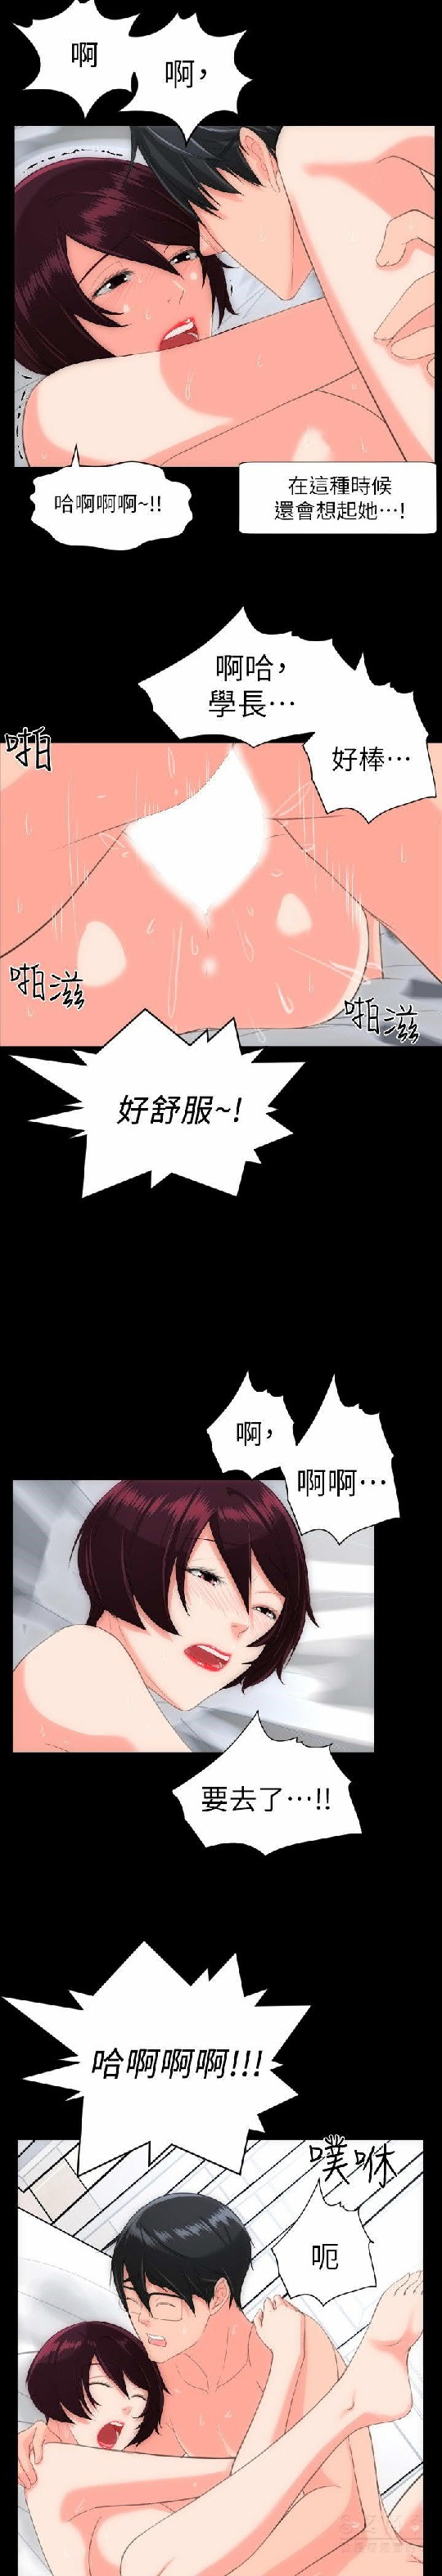 啊
啊,
哈啊啊啊~!!
在這種時候
還會想起她…!
啊哈,
學長…
好棒…
啪
啪滋
啪滋
好舒服~!
啊,
啊啊…
要去了…!!
哈啊啊啊!!!
噗咻
呃